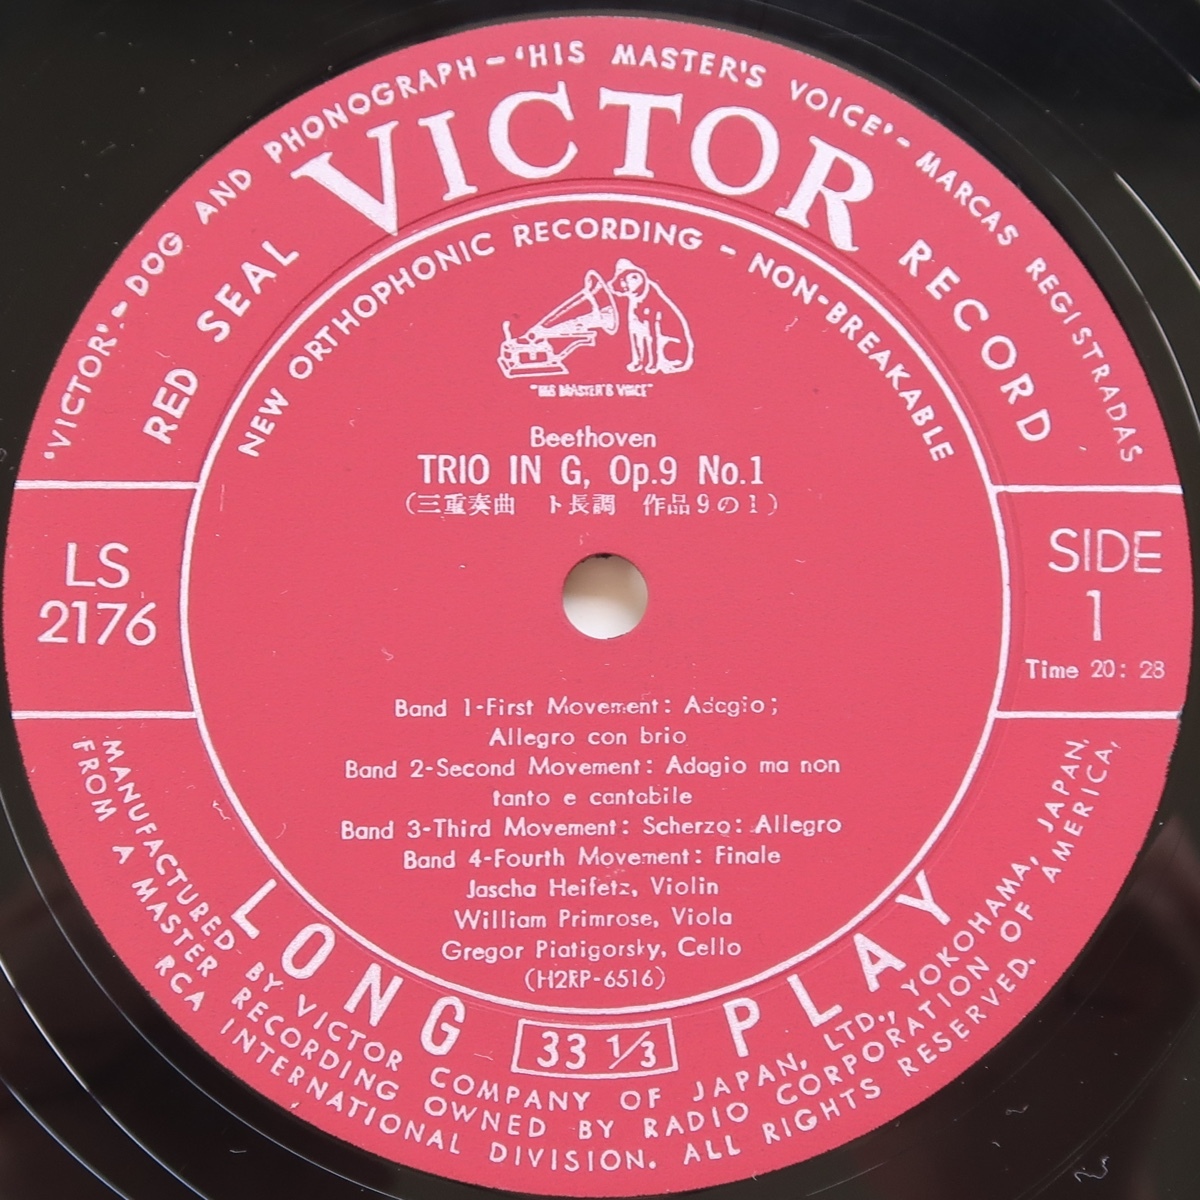 'VICTOR'.- DOG AND PHONOGRAPH - 'HIS MASTER'S VOICE' - MARCAS REGISTRADAS
RED SEAL VICTOR RECORD
NEW ORTHOPHONIC RECORDING - NON-BREAKABLE
"HIS MASTER'S VOICE"
Beethoven
TRIO IN G, Op.9 No.1
(三重奏曲 ト長調 作品9の1)
LS
2176
SIDE
1
Time 20: 28
Band 1-First Movement: Adagio;
Allegro con brio
Band 2-Second Movement: Adagio ma non
tanto e cantabile
Band 3-Third Movement: Scherzo: Allegro
Band 4-Fourth Movement: Finale
Jascha Heifetz, Violin
William Primrose, Viola
Gregor Piatigorsky, Cello
(H2RP-6516)
LONG 33 1/3 PLAY
MANUFACTURED BY VICTOR COMPANY OF JAPAN, LTD., YOKOHAMA, JAPAN,
FROM A MASTER RECORDING OWNED BY RADIO CORPORATION OF AMERICA,
RCA INTERNATIONAL DIVISION. ALL RIGHTS RESERVED.